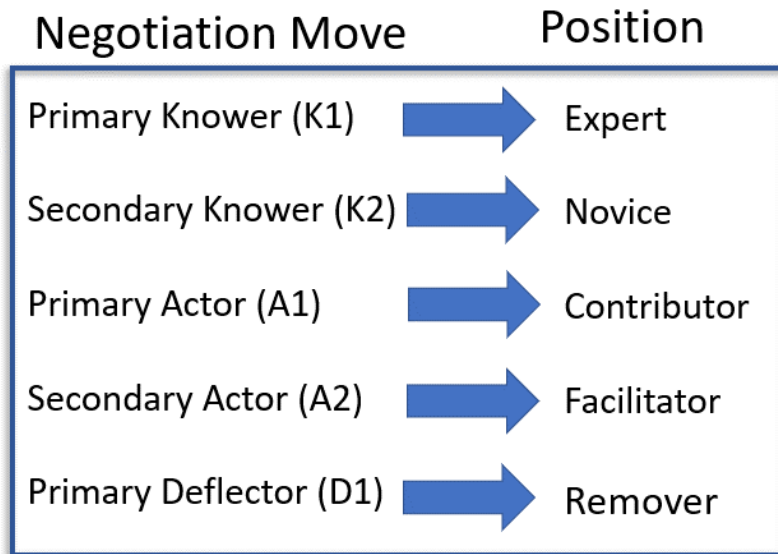 Negotiation Move Position
Primary Knower (K1) Expert
Secondary Knower (K2) Novice
Primary Actor (A1) Contributor
Secondary Actor (A2) Facilitator
Primary Deflector (D1) Remover